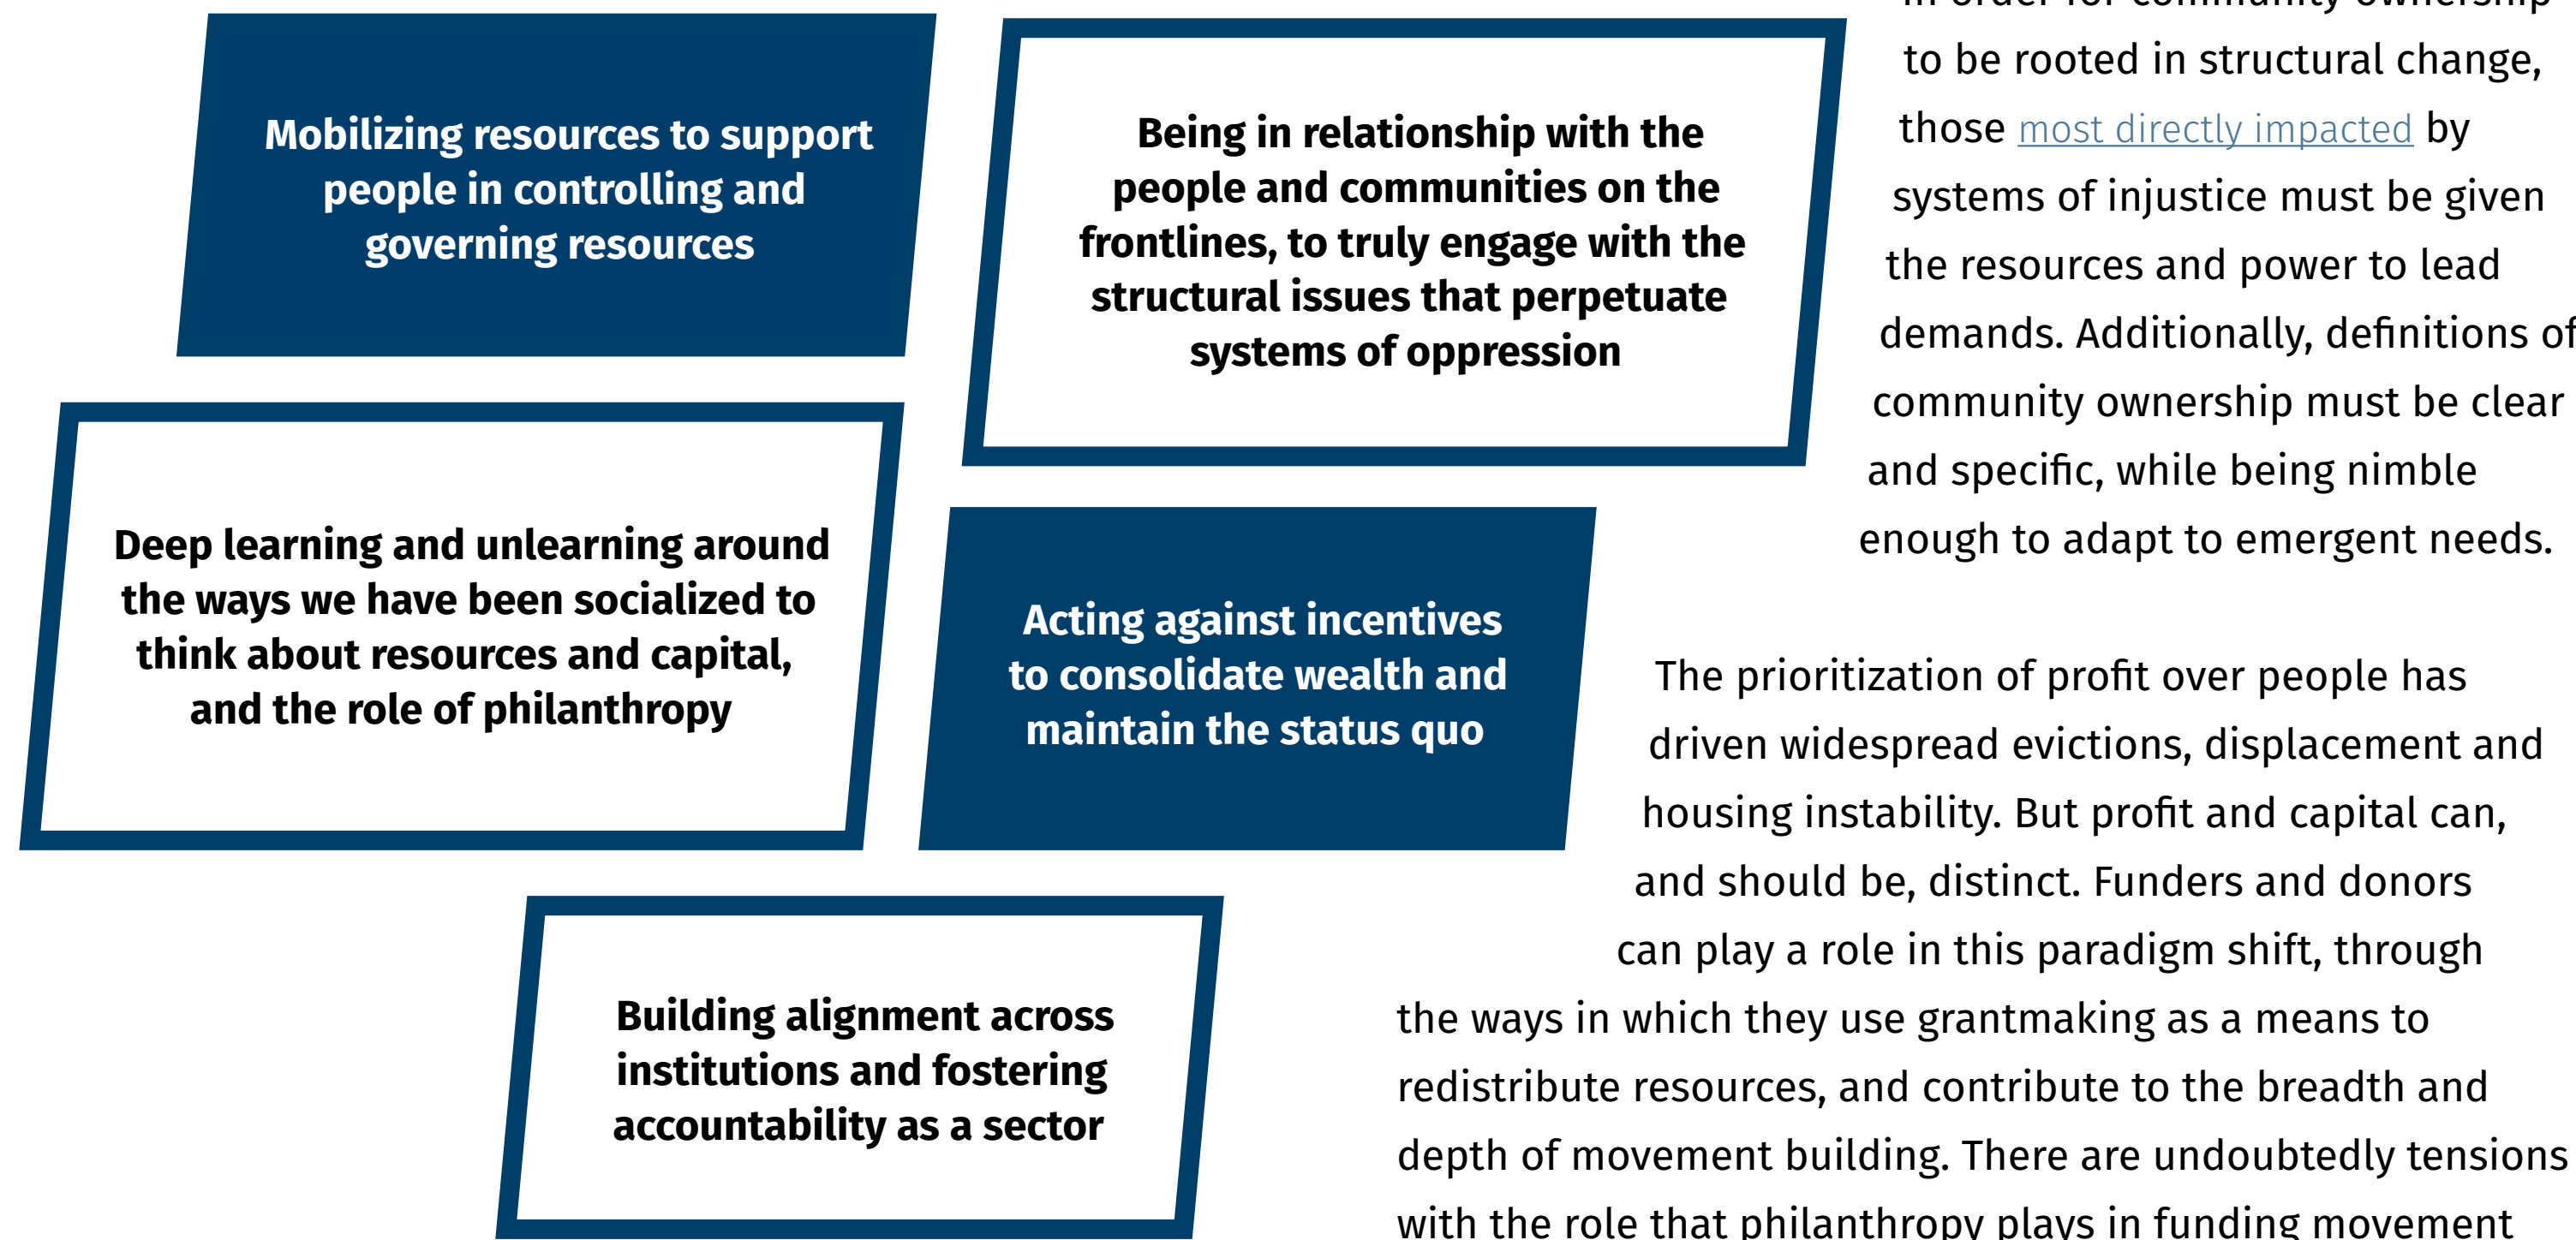 Mobilizing resources to support
people in controlling and
governing resources
Being in relationship with the
people and communities on the
frontlines, to truly engage with the
structural issues that perpetuate
systems of oppression
Deep learning and unlearning around
the ways we have been socialized to
think about resources and capital,
and the role of philanthropy
Acting against incentives
to consolidate wealth and
maintain the status quo
Building alignment across
institutions and fostering
accountability as a sector
in order for community ownership
to be rooted in structural change,
those most directly impacted by
systems of injustice must be given
the resources and power to lead
demands. Additionally, definitions of
community ownership must be clear
and specific, while being nimble
enough to adapt to emergent needs.
The prioritization of profit over people has
driven widespread evictions, displacement and
housing instability. But profit and capital can,
and should be, distinct. Funders and donors
can play a role in this paradigm shift, through
the ways in which they use grantmaking as a means to
redistribute resources, and contribute to the breadth and
depth of movement building. There are undoubtedly tensions
with the role that philanthropy plays in funding movement